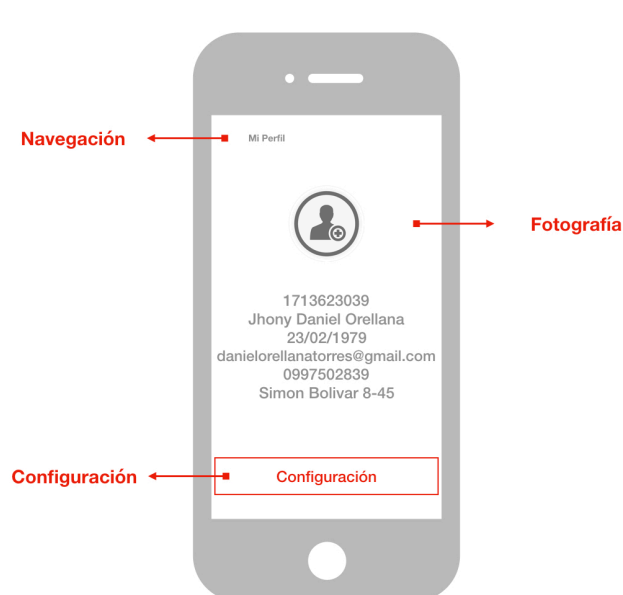 Navegación
Mi Perfil
Fotografía
1713623039
Jhony Daniel Orellana
23/02/1979
danielorellanatorres@gmail.com
0997502839
Simon Bolivar 8-45
Configuración
Configuración